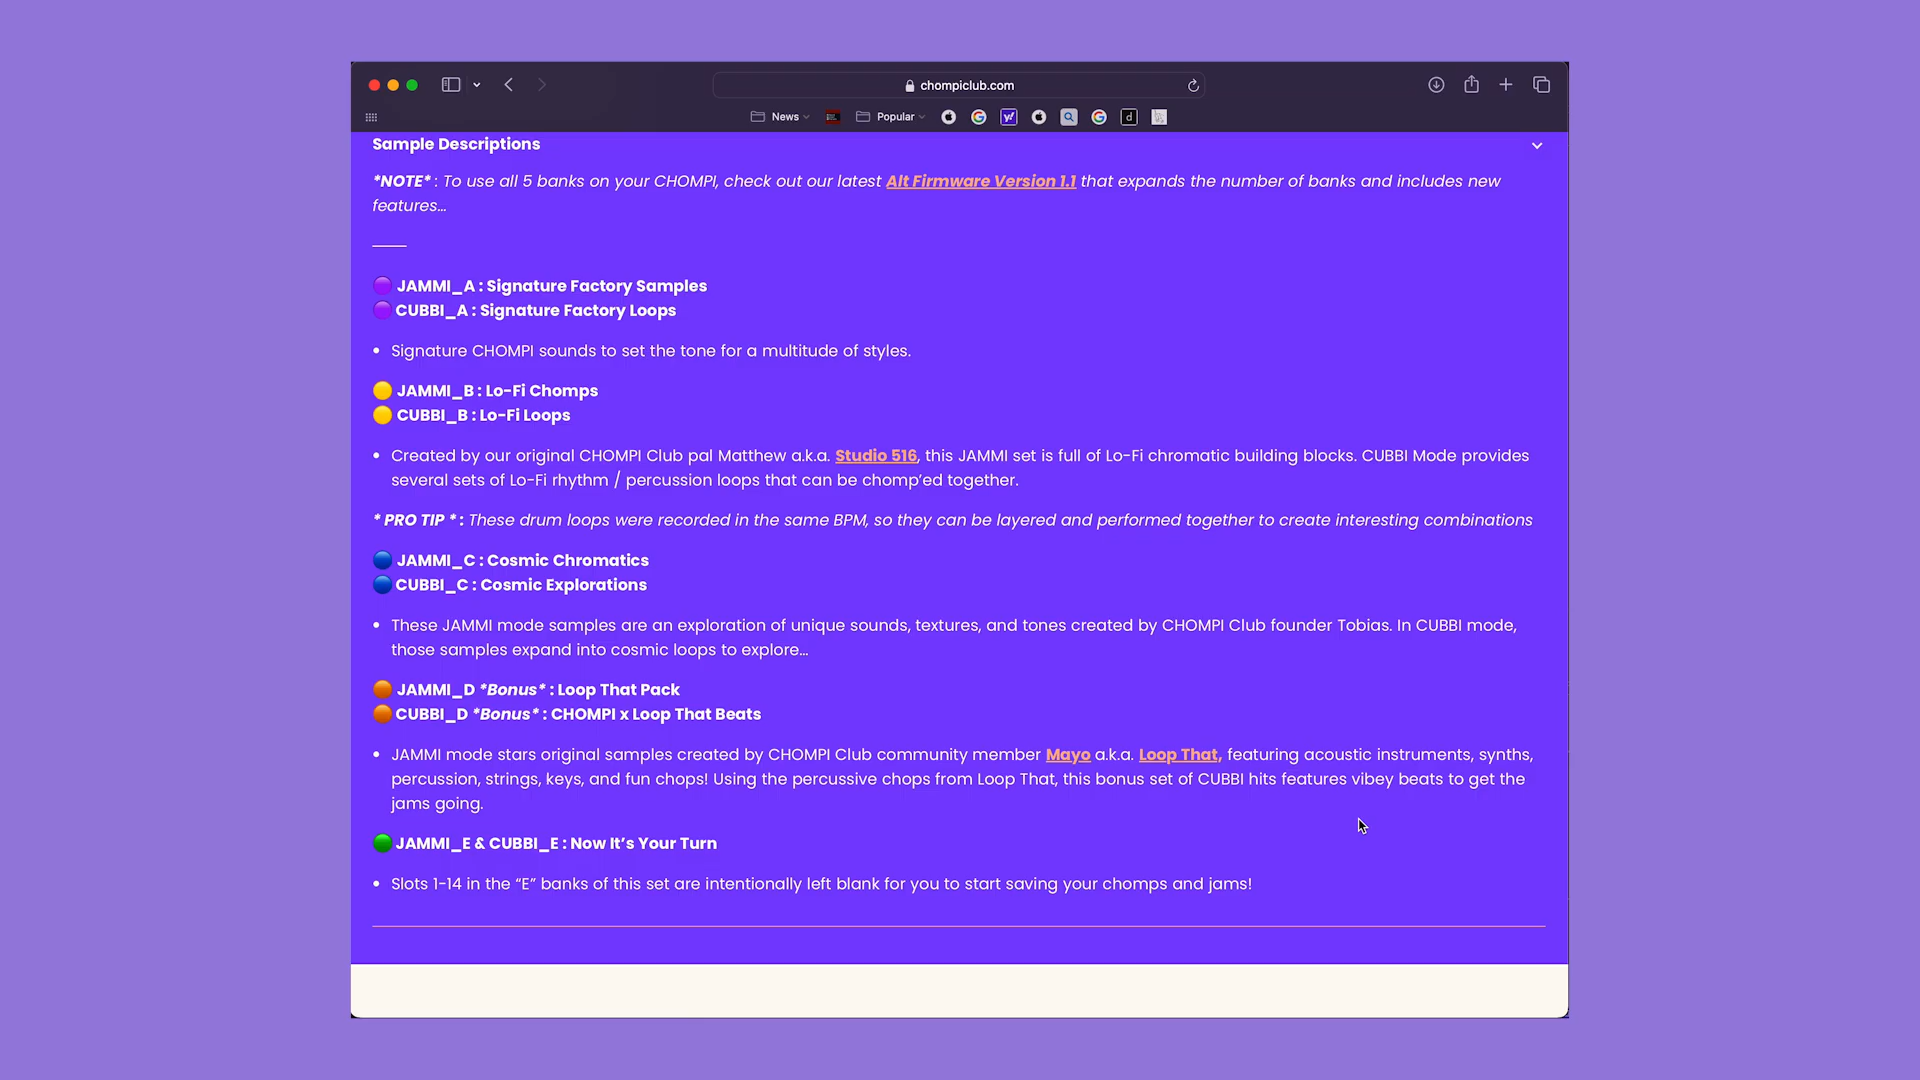 chompiclub.com
News
Popular
Sample Descriptions
*NOTE* : To use all 5 banks on your CHOMPI, check out our latest Alt Firmware Version 1.1 that expands the number of banks and includes new
features…
JAMMI_A : Signature Factory Samples
CUBBI_A : Signature Factory Loops
• Signature CHOMPI sounds to set the tone for a multitude of styles.
JAMMI_B : Lo-Fi Chomps
CUBBI_B : Lo-Fi Loops
• Created by our original CHOMPI Club pal Matthew a.k.a. Studio 516, this JAMMI set is full of Lo-Fi chromatic building blocks. CUBBI Mode provides
several sets of Lo-Fi rhythm / percussion loops that can be chomp’ed together.
* PRO TIP * : These drum loops were recorded in the same BPM, so they can be layered and performed together to create interesting combinations
JAMMI_C : Cosmic Chromatics
CUBBI_C : Cosmic Explorations
• These JAMMI mode samples are an exploration of unique sounds, textures, and tones created by CHOMPI Club founder Tobias. In CUBBI mode,
those samples expand into cosmic loops to explore…
JAMMI_D *Bonus* : Loop That Pack
CUBBI_D *Bonus* : CHOMPI x Loop That Beats
• JAMMI mode stars original samples created by CHOMPI Club community member Mayo a.k.a. Loop That, featuring acoustic instruments, synths,
percussion, strings, keys, and fun chops! Using the percussive chops from Loop That, this bonus set of CUBBI hits features vibey beats to get the
jams going.
JAMMI_E & CUBBI_E : Now It’s Your Turn
• Slots 1-14 in the “E” banks of this set are intentionally left blank for you to start saving your chomps and jams!